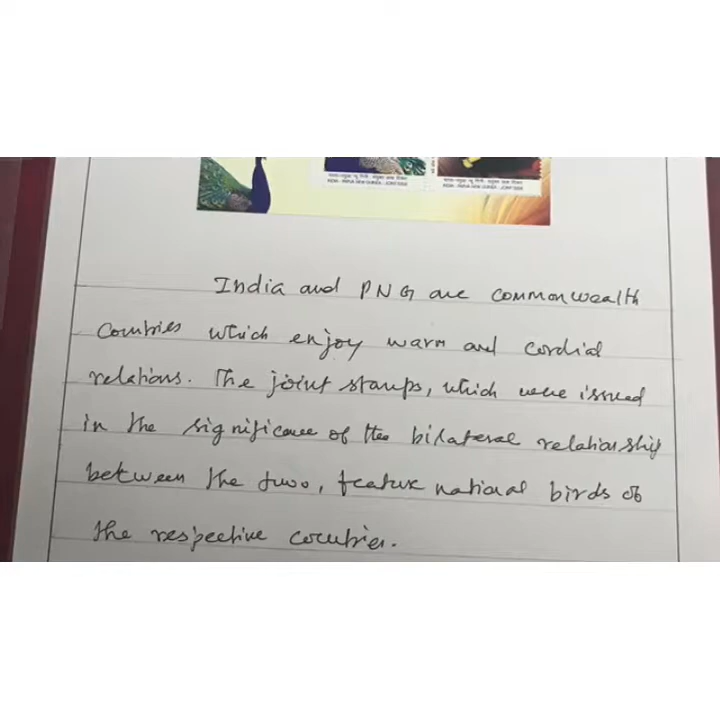 India and PNG are commonwealth
Countries which enjoy warm and cordial
relations. The joint stamps, which were issued
in the significance of the bilateral relationship
between the two, feature national birds of
the respective countries.